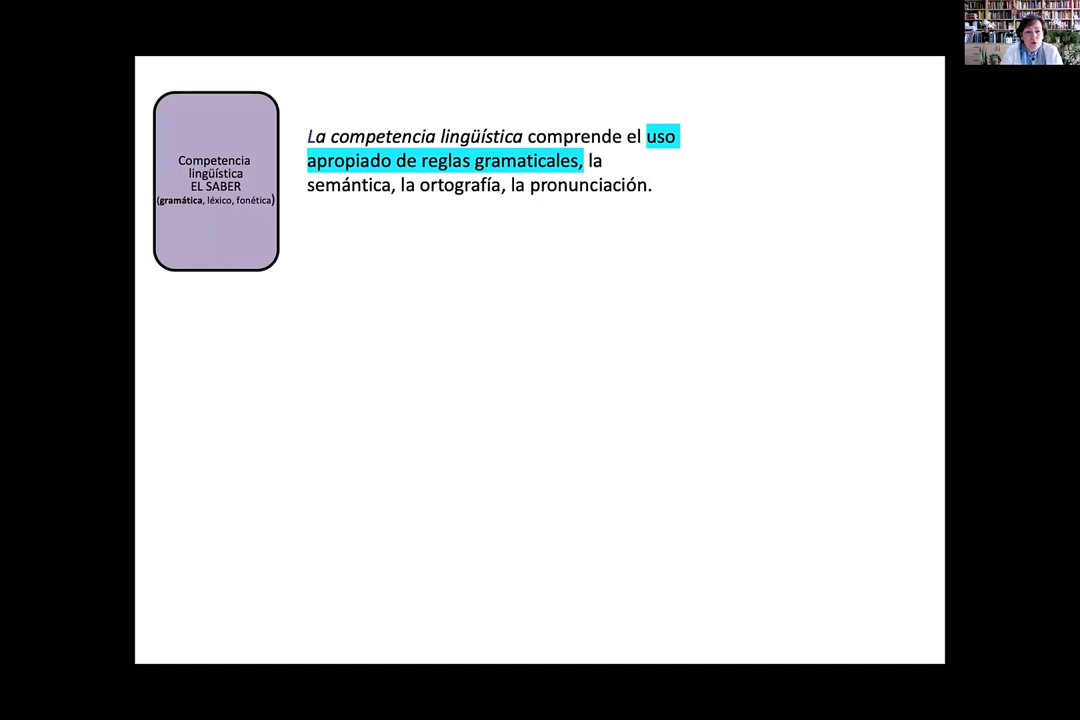 Competencia
lingüística
EL SABER
(gramática, léxico, fonética)
La competencia lingüística comprende el uso
apropiado de reglas gramaticales, la
semántica, la ortografía, la pronunciación.